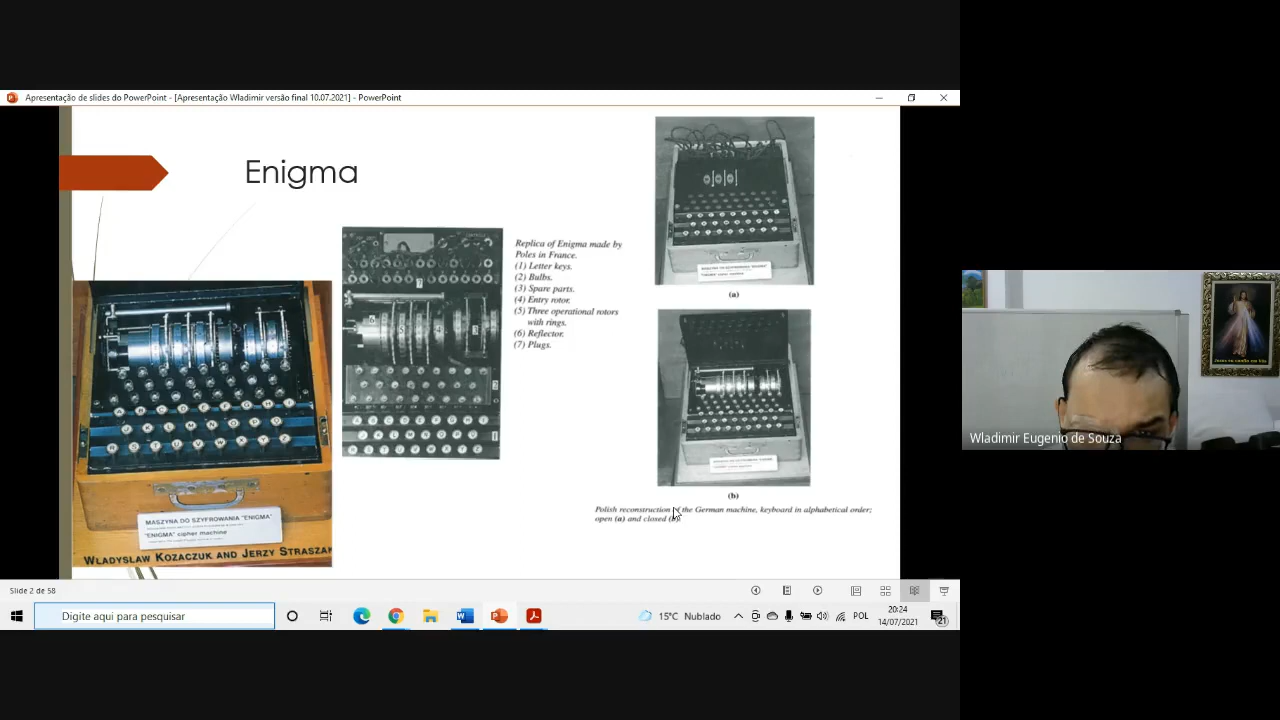 Apresentação de slides do PowerPoint - [Apresentação Wladimir versão final 10.07.2021] - PowerPoint
Enigma
Replica of Enigma made by
Poles in France.
(1) Letter keys.
(2) Bulbs.
(3) Spare parts.
(4) Entry rotor.
(5) Three operational rotors
with rings.
(6) Reflector.
(7) Plugs.
(a)
(b)
Polish reconstruction of the German machine, keyboard in alphabetical order;
open (a) and closed (b).
MASZYNA DO SZYFROWANIA "ENIGMA"
"ENIGMA" cipher machine
WLADYSLAW KOZACZUK AND JERZY STRASZAK
Wladimir Eugenio de Souza
Slide 2 de 58
Digite aqui para pesquisar
15°C Nublado
POL
20:24
14/07/2021
21